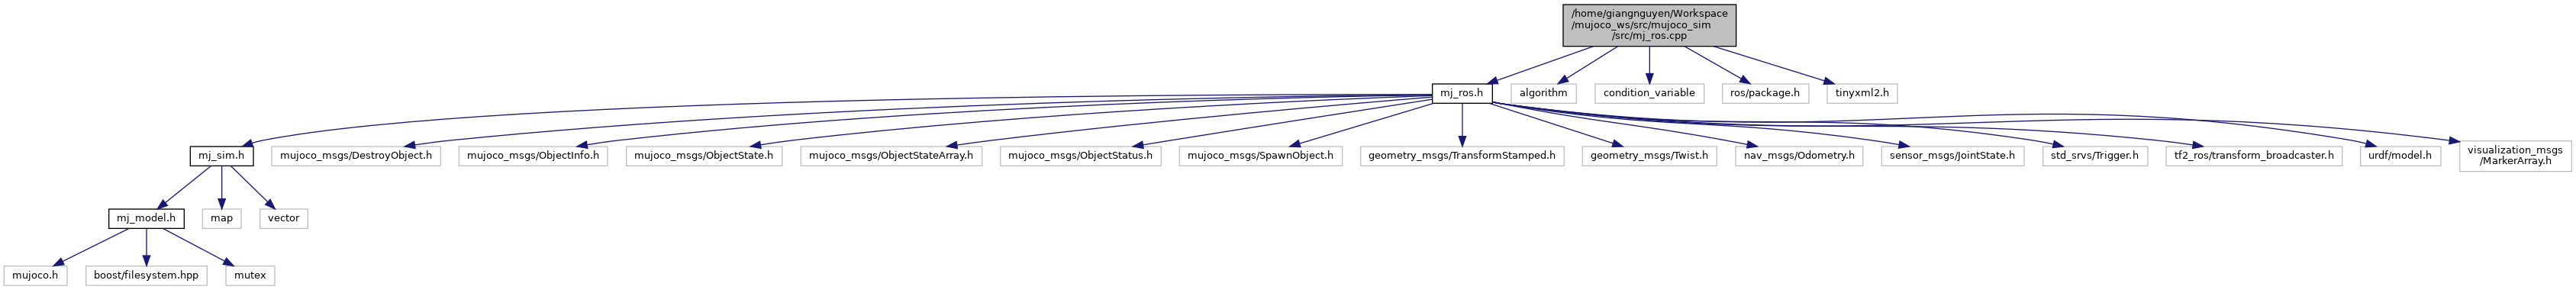 /home/giangnguyen/Workspace
/mujoco_ws/src/mujoco_sim
/src/mj_ros.cpp
mj_ros.h
algorithm
condition_variable
ros/package.h
tinyxml2.h
mj_sim.h
mujoco_msgs/DestroyObject.h
mujoco_msgs/ObjectInfo.h
mujoco_msgs/ObjectState.h
mujoco_msgs/ObjectStateArray.h
mujoco_msgs/ObjectStatus.h
mujoco_msgs/SpawnObject.h
geometry_msgs/TransformStamped.h
geometry_msgs/Twist.h
nav_msgs/Odometry.h
sensor_msgs/JointState.h
std_srvs/Trigger.h
tf2_ros/transform_broadcaster.h
urdf/model.h
visualization_msgs
/MarkerArray.h
mj_model.h
map
vector
mujoco.h
boost/filesystem.hpp
mutex